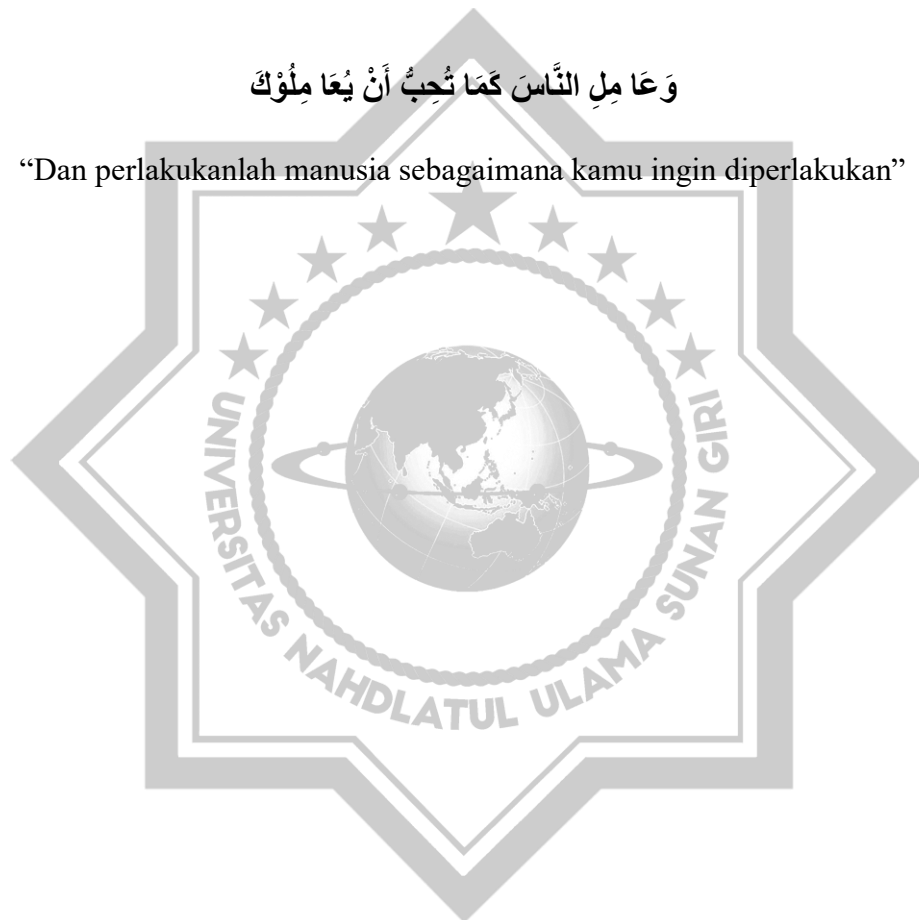 وَعَا مِلِ النَّاسَ كَمَا تُحِبُّ أَنْ يُعَا مِلُوْكَ
“Dan perlakukanlah manusia sebagaimana kamu ingin diperlakukan”
UNIVERSITAS NAHDLATUL ULAMA SUNAN GIRI